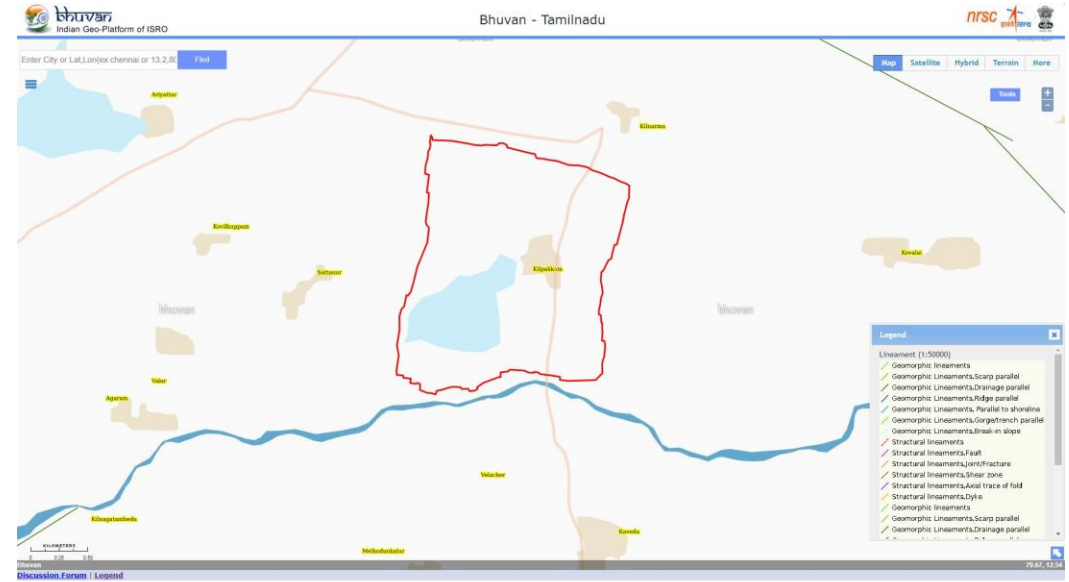 bhuvan
Indian Geo-Platform of ISRO
Bhuvan - Tamilnadu
nrsc
Enter City or Lat,Lon(ex chennai or 13.2,80
Find
Map
Satellite
Hybrid
Terrain
More
Tools
+
-
Ariyattur
Kilnarma
Kovilkuppam
Sattanur
Kilpakkam
Kovalai
bhuvan
bhuvan
Valur
Agaram
Velacher
Kilnagatambedu
Melkodunkalur
Kavedu
Legend
Lineament (1:50000)
Geomorphic lineaments
Geomorphic Lineaments,Scarp parallel
Geomorphic Lineaments,Drainage parallel
Geomorphic Lineaments,Ridge parallel
Geomorphic Lineaments, Parallel to shoreline
Geomorphic Lineaments,Gorge/trench parallel
Geomorphic Lineaments,Break-in slope
Structural lineaments
Structural lineaments,Fault
Structural lineaments,Joint/Fracture
Structural lineaments,Shear zone
Structural lineaments,Axial trace of fold
Structural lineaments,Dyke
Geomorphic lineaments
Geomorphic Lineaments,Scarp parallel
Geomorphic Lineaments,Drainage parallel
KILOMETERS
0 0.25 0.50
Bhuvan
79.67, 12.54
Discussion Forum | Legend